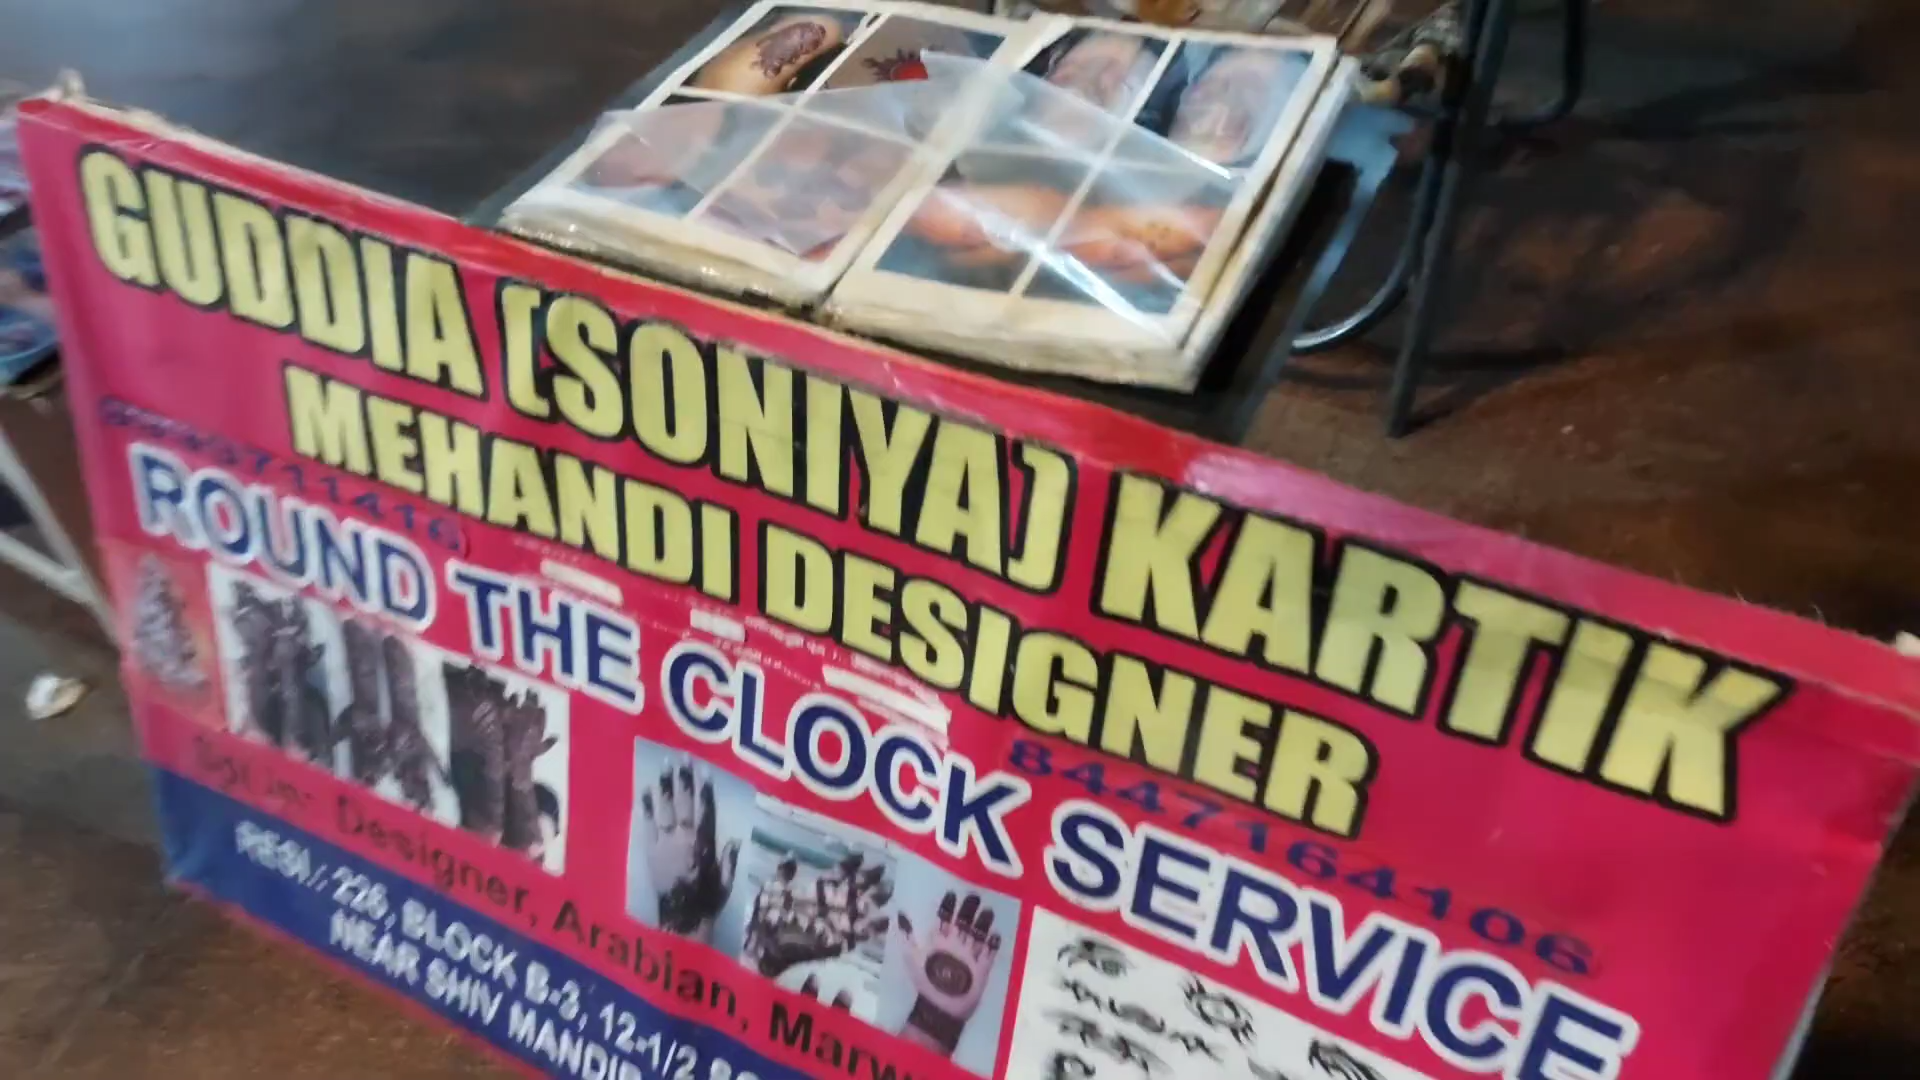 GUDDIA (SONIYA) KARTIK
MEHANDI DESIGNER
ROUND THE CLOCK SERVICE
8447164106
Designer, Arabian,
RESI/. 226, BLOCK B-3, 12-1/2
NEAR SHIV MANDIR